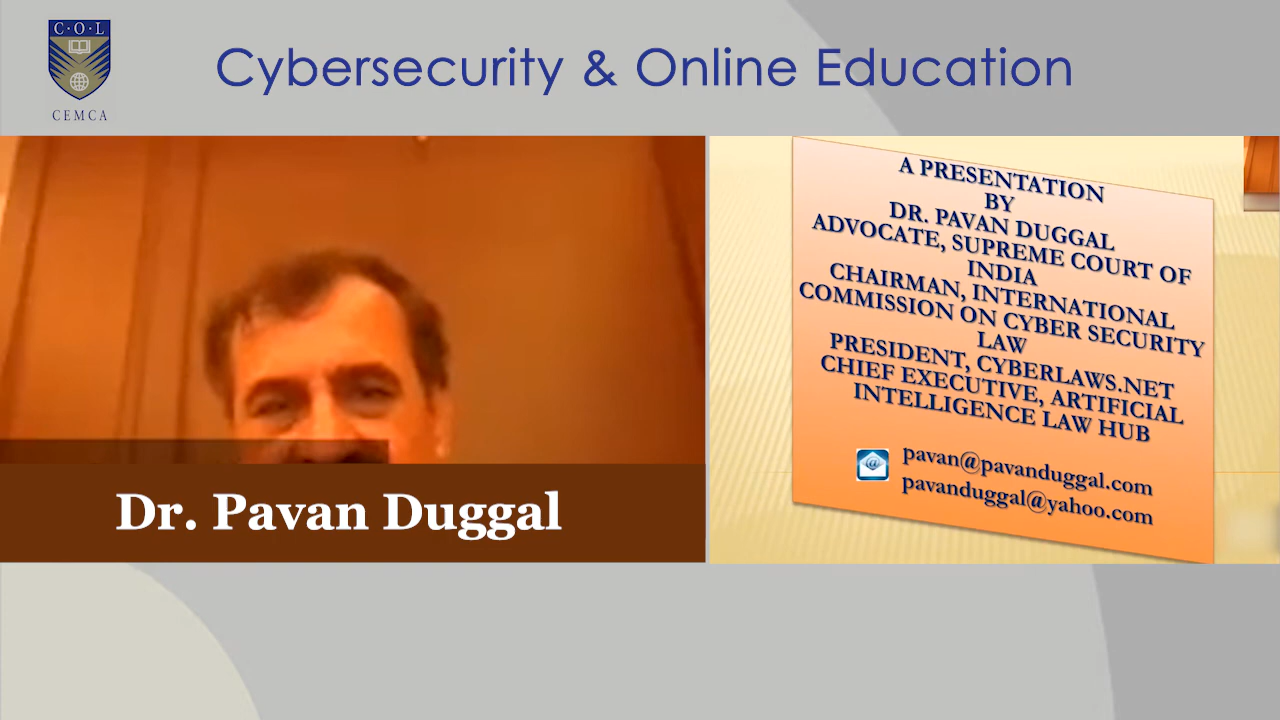 C·O·L
CEMCA
Cybersecurity & Online Education
Dr. Pavan Duggal
A PRESENTATION
BY
DR. PAVAN DUGGAL
ADVOCATE, SUPREME COURT OF
INDIA
CHAIRMAN, INTERNATIONAL
COMMISSION ON CYBER SECURITY
LAW
PRESIDENT, CYBERLAWS.NET
CHIEF EXECUTIVE, ARTIFICIAL
INTELLIGENCE LAW HUB
@
pavan@pavanduggal.com
pavanduggal@yahoo.com